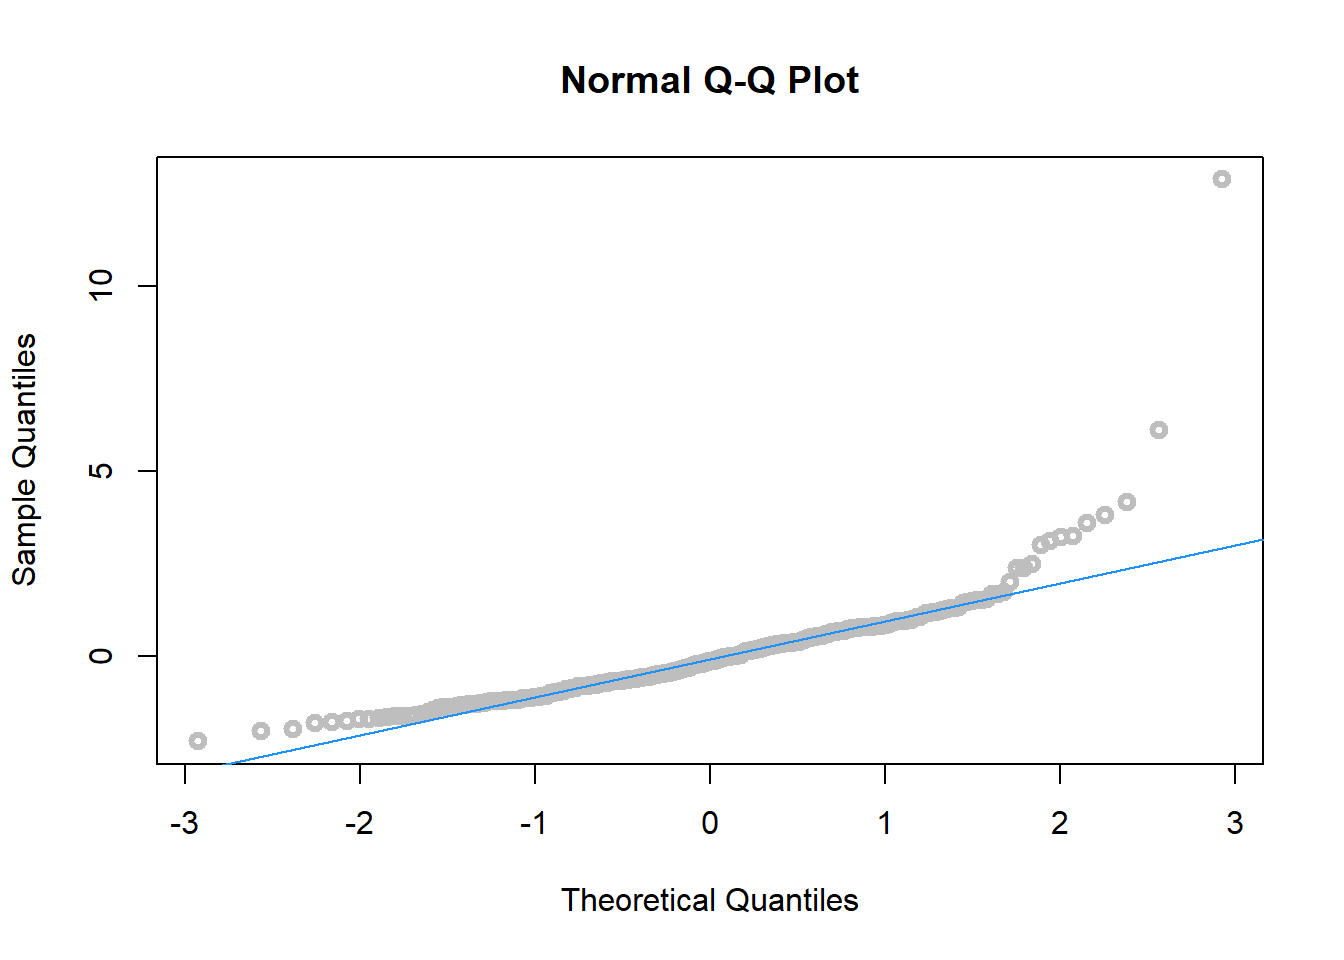 Normal Q-Q Plot
Sample Quantiles
10
5
0
-3 -2 -1 0 1 2 3
Theoretical Quantiles